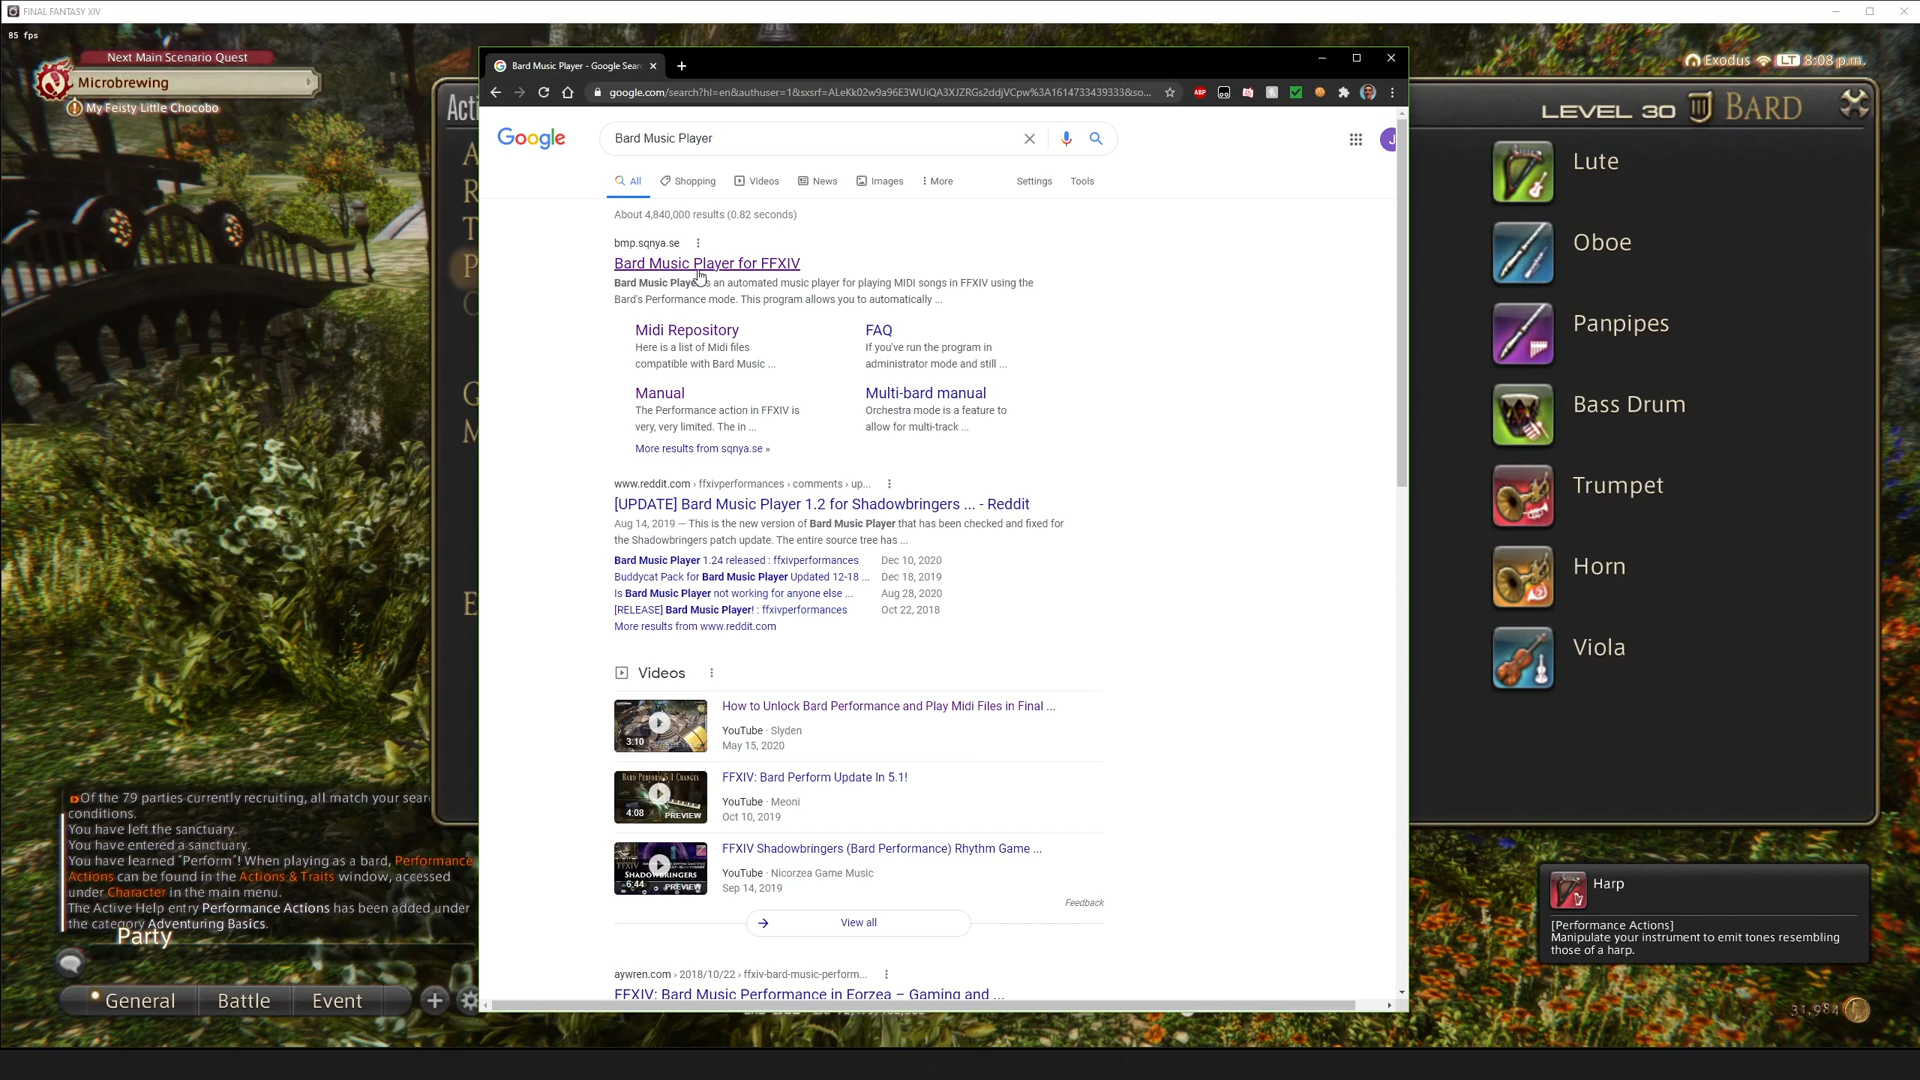 FINAL FANTASY XIV
85 fps
Next Main Scenario Quest
Microbrewing
My Feisty Little Chocobo
Exodus LT 8:08 p.m.
Bard Music Player - Google Sear
google.com/search?hl=en&authuser=1&sxsrf=ALeKk02w9a96E3WUiQA3XJZRGs2ddjVCpw%3A1614733439333&so...
ABP
Google
Bard Music Player
J
All
Shopping
Videos
News
Images
More
Settings
Tools
About 4,840,000 results (0.82 seconds)
bmp.sqnya.se
Bard Music Player for FFXIV
Bard Music Player is an automated music player for playing MIDI songs in FFXIV using the
Bard's Performance mode. This program allows you to automatically ...
Midi Repository
Here is a list of Midi files
compatible with Bard Music ...
FAQ
If you've run the program in
administrator mode and still ...
Manual
The Performance action in FFXIV is
very, very limited. The in ...
Multi-bard manual
Orchestra mode is a feature to
allow for multi-track ...
More results from sqnya.se »
www.reddit.com › ffxivperformances › comments › up...
[UPDATE] Bard Music Player 1.2 for Shadowbringers ... - Reddit
Aug 14, 2019 — This is the new version of Bard Music Player that has been checked and fixed for
the Shadowbringers patch update. The entire source tree has ...
Bard Music Player 1.24 released : ffxivperformances Dec 10, 2020
Buddycat Pack for Bard Music Player Updated 12-18 ... Dec 18, 2019
Is Bard Music Player not working for anyone else ... Aug 28, 2020
[RELEASE] Bard Music Player! : ffxivperformances Oct 22, 2018
More results from www.reddit.com
Videos
3:10
How to Unlock Bard Performance and Play Midi Files in Final ...
YouTube · Slyden
May 15, 2020
BARD PERFORM 5.1 CHANGES
4:08 PREVIEW
FFXIV: Bard Perform Update In 5.1!
YouTube · Meoni
Oct 10, 2019
FFXIV
SHADOWBRINGERS
6:44 PREVIEW
FFXIV Shadowbringers (Bard Performance) Rhythm Game ...
YouTube · Nicorzea Game Music
Sep 14, 2019
Feedback
View all
aywren.com › 2018/10/22 › ffxiv-bard-music-perform...
FFXIV: Bard Music Performance in Eorzea – Gaming and ...
LEVEL 30 BARD
Lute
Oboe
Panpipes
Bass Drum
Trumpet
Horn
Viola
Harp
[Performance Actions]
Manipulate your instrument to emit tones resembling
those of a harp.
31,984
Of the 79 parties currently recruiting, all match your sear
conditions.
You have left the sanctuary.
You have entered a sanctuary.
You have learned "Perform"! When playing as a bard, Performance
Actions can be found in the Actions & Traits window, accessed
under Character in the main menu.
The Active Help entry Performance Actions has been added under
the category Adventuring Basics.
Party
General
Battle
Event